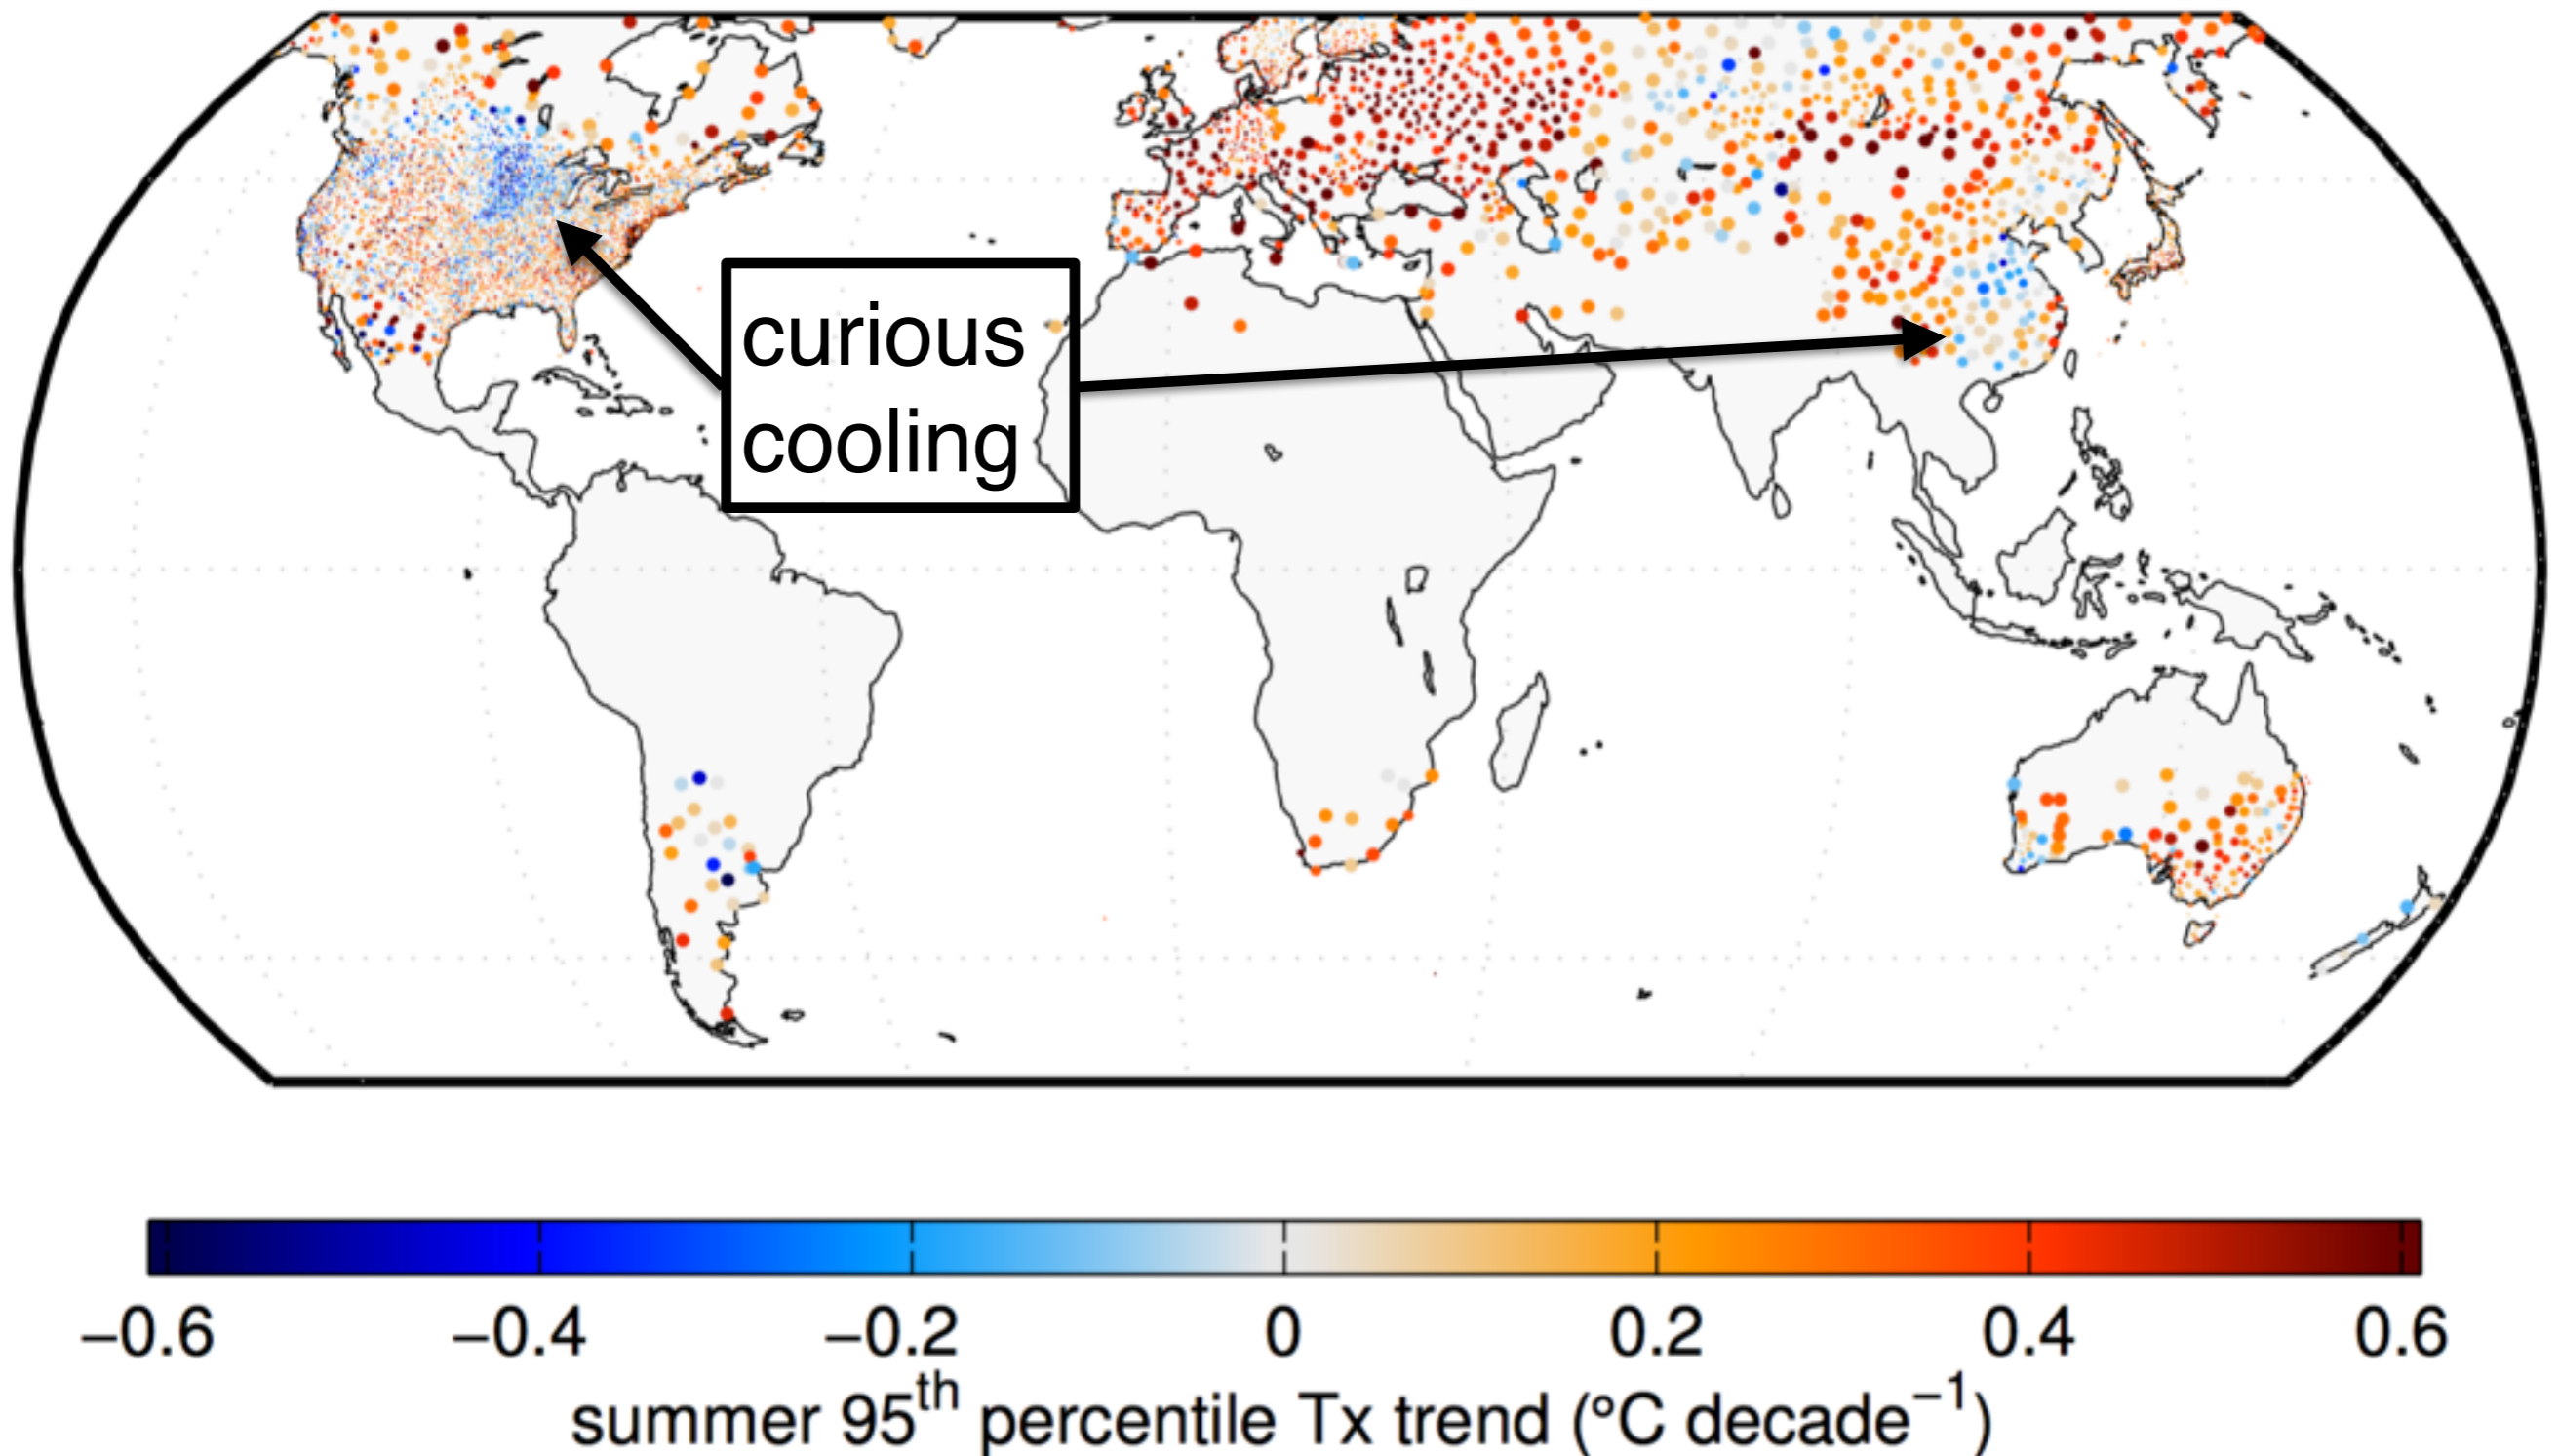 curious
cooling
−0.6 −0.4 −0.2 0 0.2 0.4 0.6
summer 95th percentile Tx trend (°C decade−1)